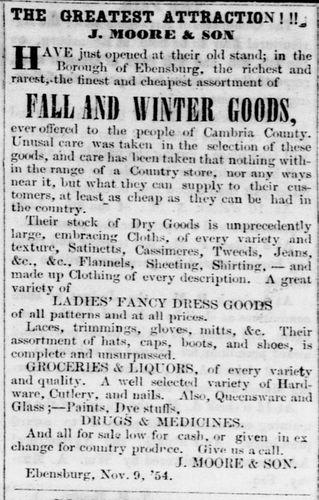 THE GREATEST ATTRACTION!!!
J. MOORE & SON
HAVE just opened at their old stand; in the
Borough of Ebensburg, the richest and
rarest, the finest and cheapest assortment of
FALL AND WINTER GOODS,
ever offered to the people of Cambria County.
Unusal care was taken in the selection of these
goods, and care has been taken that nothing with-
in the range of a Country store, nor any ways
near it, but what they can supply to their cus-
tomers, at least as cheap as they can be had in
the country.
Their stock of Dry Goods is unprecedently
large, embracing Cloths, of every variety and
texture, Satinetts, Cassimeres, Tweeds, Jeans,
&c., &c., Flannels, Sheeting, Shirting, — and
made up Clothing of every description. A great
variety of
LADIES' FANCY DRESS GOODS
of all patterns and at all prices.
Laces, trimmings, gloves, mitts, &c. Their
assortment of hats, caps, boots, and shoes, is
complete and unsurpassed.
GROCERIES & LIQUORS, of every variety
and quality. A well selected variety of Hard-
ware, Cutlery, and nails. Also, Queensware and
Glass;—Paints, Dye stuffs,
DRUGS & MEDICINES.
And all for sale low for cash, or given in ex
change for country produce. Give us a call.
J. MOORE & SON.
Ebensburg, Nov. 9, '54.